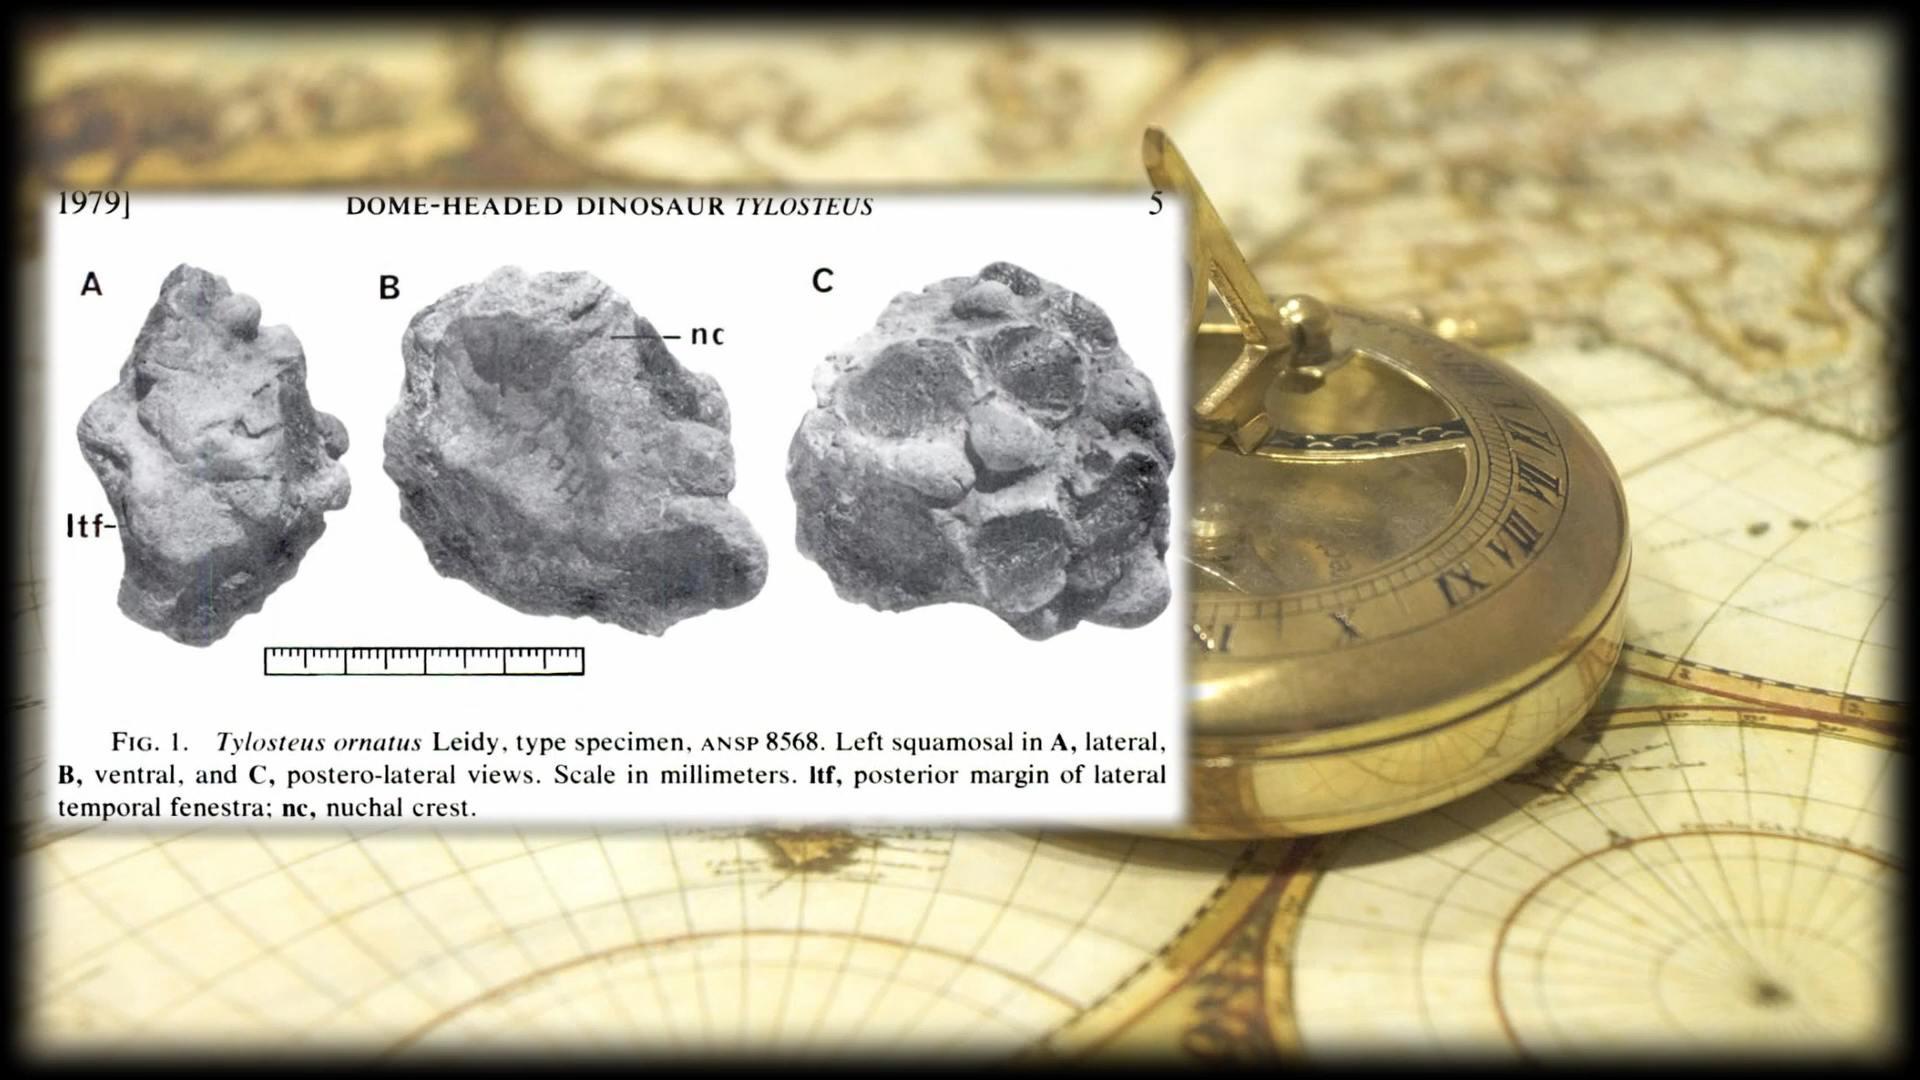 1979] DOME-HEADED DINOSAUR TYLOSTEUS 5
A B C
nc
ltf
FIG. 1. Tylosteus ornatus Leidy, type specimen, ANSP 8568. Left squamosal in A, lateral,
B, ventral, and C, postero-lateral views. Scale in millimeters. ltf, posterior margin of lateral
temporal fenestra; nc, nuchal crest.
X